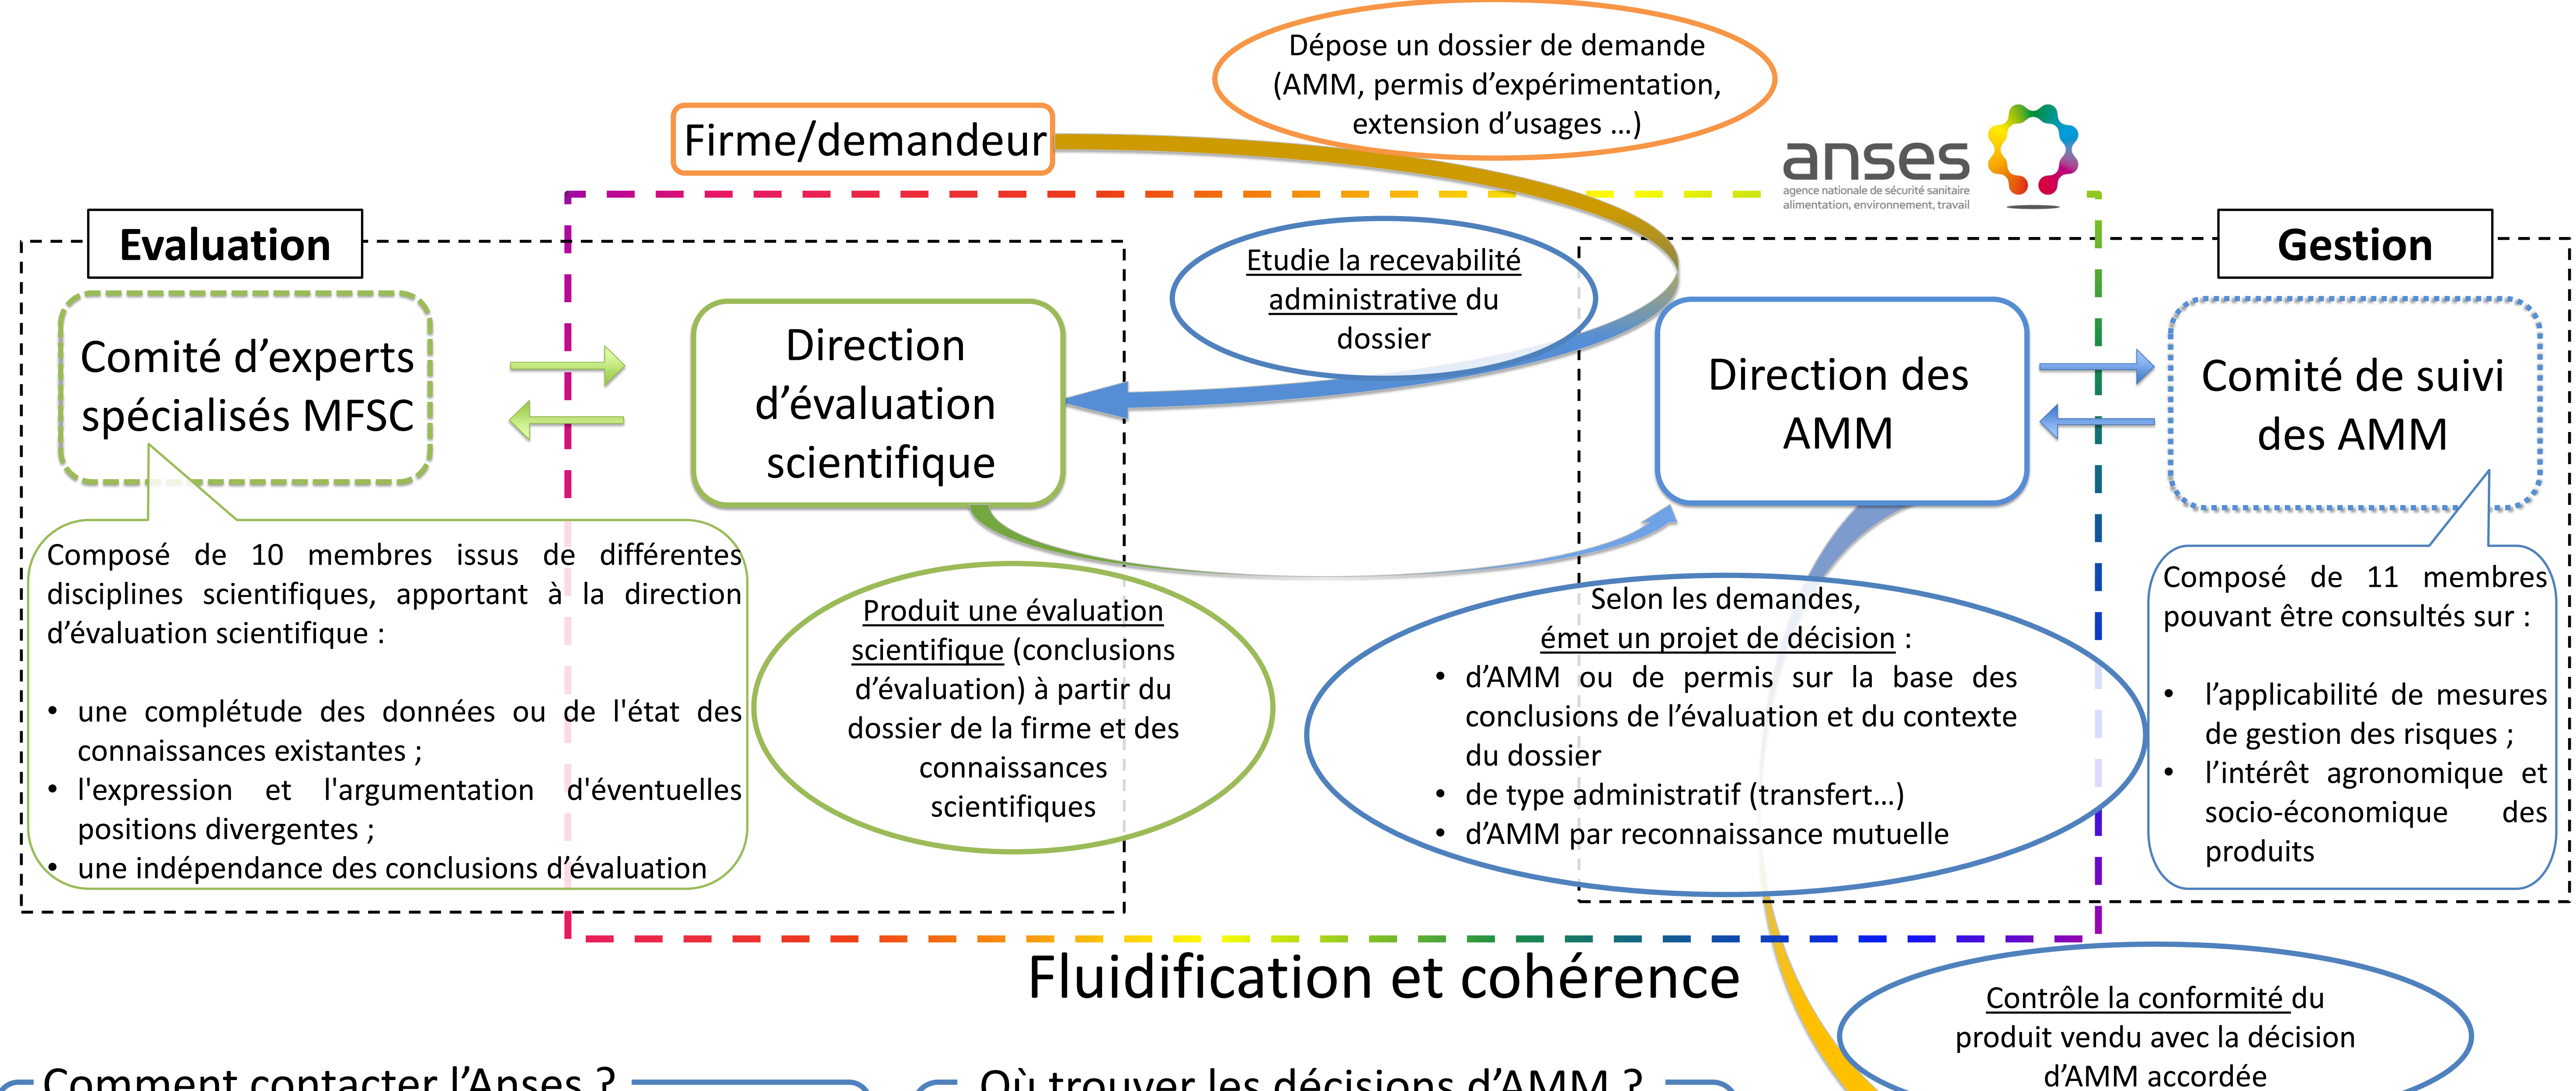 Dépose un dossier de demande
(AMM, permis d’expérimentation,
extension d’usages …)
Firme/demandeur
anses
agence nationale de sécurité sanitaire
alimentation, environnement, travail
Evaluation
Gestion
Etudie la recevabilité
administrative du
dossier
Comité d’experts
spécialisés MFSC
Direction
d’évaluation
scientifique
Direction des
AMM
Comité de suivi
des AMM
Composé de 10 membres issus de différentes
disciplines scientifiques, apportant à la direction
d’évaluation scientifique :
• une complétude des données ou de l'état des
connaissances existantes ;
• l'expression et l'argumentation d'éventuelles
positions divergentes ;
• une indépendance des conclusions d’évaluation
Produit une évaluation
scientifique (conclusions
d’évaluation) à partir du
dossier de la firme et des
connaissances
scientifiques
Selon les demandes,
émet un projet de décision :
• d’AMM ou de permis sur la base des
conclusions de l’évaluation et du contexte
du dossier
• de type administratif (transfert…)
• d’AMM par reconnaissance mutuelle
Composé de 11 membres
pouvant être consultés sur :
• l’applicabilité de mesures
de gestion des risques ;
• l’intérêt agronomique et
socio-économique des
produits
Fluidification et cohérence
Contrôle la conformité du
produit vendu avec la décision
d’AMM accordée
Comment contacter l’Anses ?
Où trouver les décisions d’AMM ?